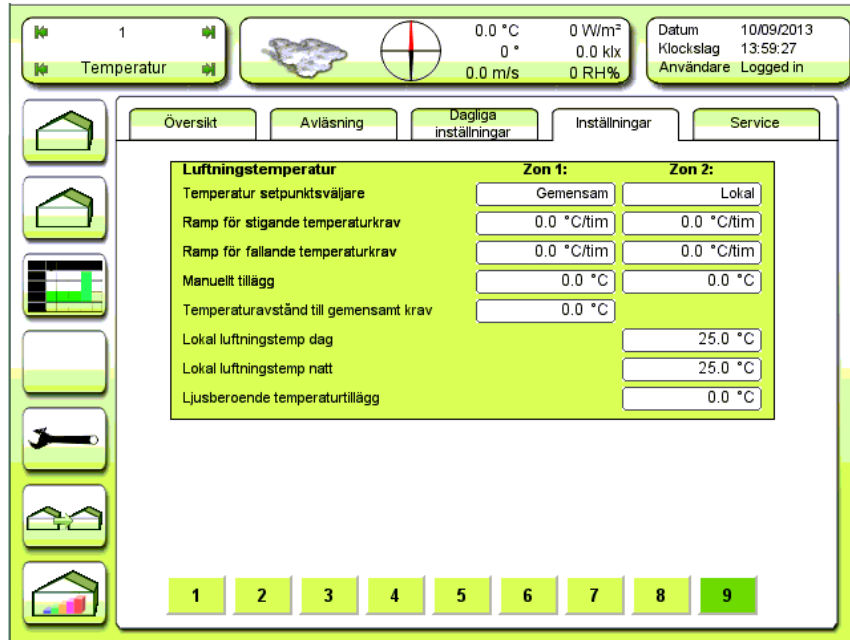 1
Temperatur
0.0 °C 0 W/m²
0 ° 0.0 klx
0.0 m/s 0 RH%
Datum 10/09/2013
Klockslag 13:59:27
Användare Logged in
Översikt
Avläsning
Dagliga
inställningar
Inställningar
Service
Luftningstemperatur Zon 1: Zon 2:
Temperatur setpunktsväljare Gemensam Lokal
Ramp för stigande temperaturkrav 0.0 °C/tim 0.0 °C/tim
Ramp för fallande temperaturkrav 0.0 °C/tim 0.0 °C/tim
Manuellt tillägg 0.0 °C 0.0 °C
Temperaturavstånd till gemensamt krav 0.0 °C
Lokal luftningstemp dag 25.0 °C
Lokal luftningstemp natt 25.0 °C
Ljusberoende temperaturtillägg 0.0 °C
1 2 3 4 5 6 7 8 9